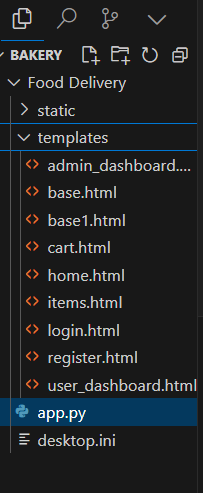 BAKERY
Food Delivery
static
templates
admin_dashboard....
base.html
base1.html
cart.html
home.html
items.html
login.html
register.html
user_dashboard.html
app.py
desktop.ini